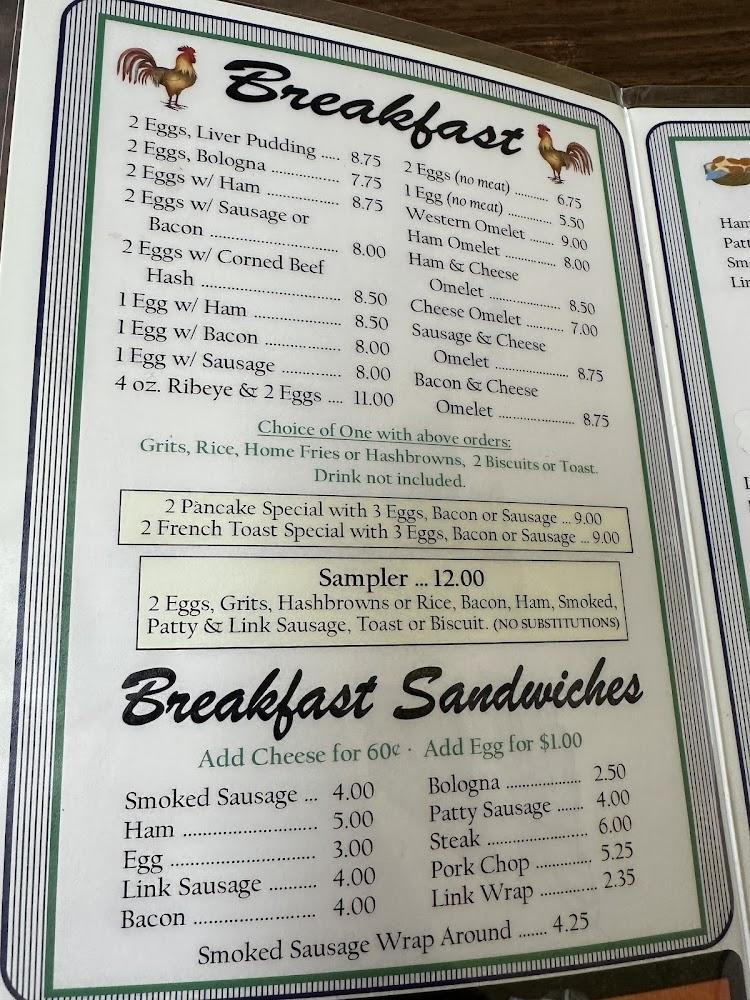 Breakfast
2 Eggs, Liver Pudding ..... 8.75
2 Eggs, Bologna ................ 7.75
2 Eggs w/ Ham ................... 8.75
2 Eggs w/ Sausage or
Bacon ........................... 8.00
2 Eggs w/ Corned Beef
Hash ............................. 8.50
1 Egg w/ Ham .................... 8.50
1 Egg w/ Bacon .................. 8.00
1 Egg w/ Sausage ............... 8.00
4 oz. Ribeye & 2 Eggs .... 11.00
2 Eggs (no meat) .......... 6.75
1 Egg (no meat) ............ 5.50
Western Omelet ....... 9.00
Ham Omelet ............. 8.00
Ham & Cheese
Omelet .................. 8.50
Cheese Omelet .......... 7.00
Sausage & Cheese
Omelet .................. 8.75
Bacon & Cheese
Omelet ................... 8.75
Choice of One with above orders:
Grits, Rice, Home Fries or Hashbrowns, 2 Biscuits or Toast.
Drink not included.
2 Pancake Special with 3 Eggs, Bacon or Sausage ... 9.00
2 French Toast Special with 3 Eggs, Bacon or Sausage ... 9.00
Sampler ... 12.00
2 Eggs, Grits, Hashbrowns or Rice, Bacon, Ham, Smoked,
Patty & Link Sausage, Toast or Biscuit. (NO SUBSTITUTIONS)
Breakfast Sandwiches
Add Cheese for 60¢ · Add Egg for $1.00
Smoked Sausage ... 4.00
Ham ........................... 5.00
Egg ............................. 3.00
Link Sausage .......... 4.00
Bacon ....................... 4.00
Bologna .................. 2.50
Patty Sausage ...... 4.00
Steak ........................ 6.00
Pork Chop ............. 5.25
Link Wrap ............. 2.35
Smoked Sausage Wrap Around ....... 4.25
Ham